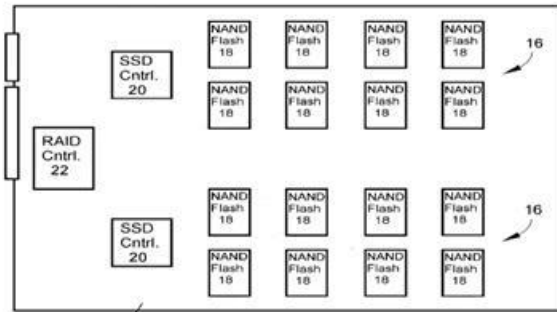 NAND NAND NAND NAND
Flash Flash Flash Flash
18 18 18 18
16
SSD
Cntrl.
20
NAND NAND NAND NAND
Flash Flash Flash Flash
18 18 18 18
RAID
Cntrl.
22
NAND NAND NAND NAND
Flash Flash Flash Flash
18 18 18 18
16
SSD
Cntrl.
20
NAND NAND NAND NAND
Flash Flash Flash Flash
18 18 18 18